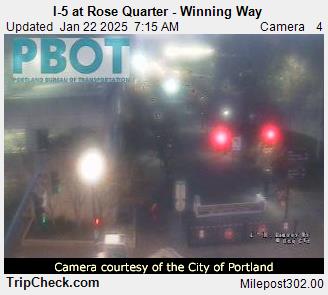 I-5 at Rose Quarter - Winning Way
Updated Jan 22 2025 7:15 AM Camera 4
PBOT
PORTLAND BUREAU OF TRANSPORTATION
Camera courtesy of the City of Portland
TripCheck.com Milepost302.00